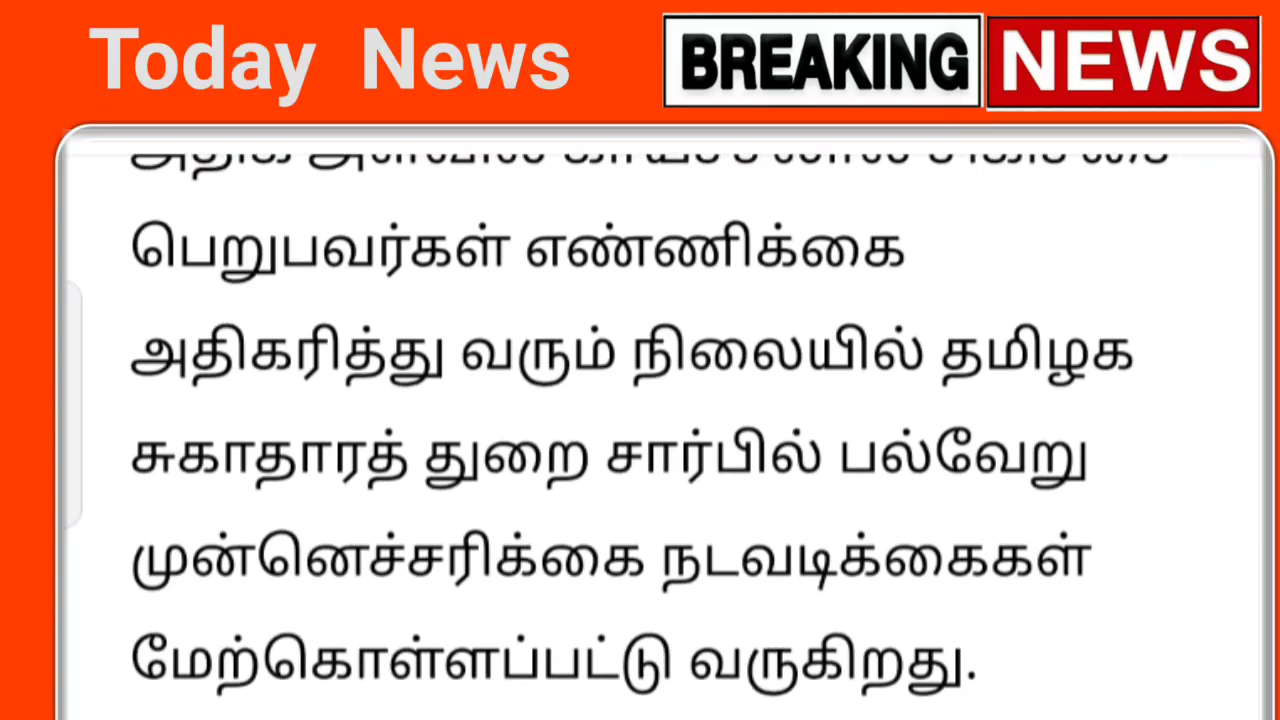 Today News
BREAKING NEWS
பெறுபவர்கள் எண்ணிக்கை
அதிகரித்து வரும் நிலையில் தமிழக
சுகாதாரத் துறை சார்பில் பல்வேறு
முன்னெச்சரிக்கை நடவடிக்கைகள்
மேற்கொள்ளப்பட்டு வருகிறது.